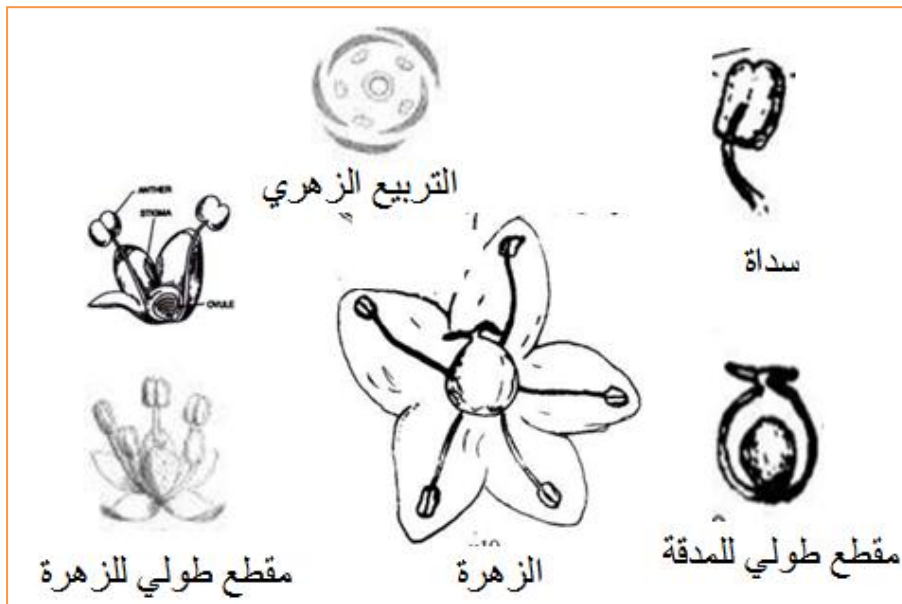 التربيع الزهري
ANTHER
STIGMA
OVULE
سداة
مقطع طولي للمدقة
الزهرة
مقطع طولي للزهرة